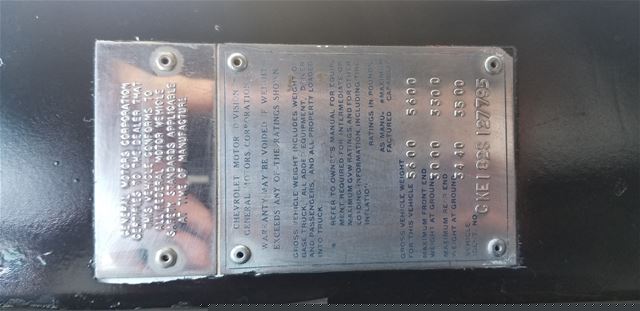 GENERAL MOTORS CORPORATION
CERTIFIES TO THE DEALER THAT
THIS VEHICLE CONFORMS TO
ALL FEDERAL MOTOR VEHICLE
SAFETY STANDARDS APPLICABLE
AT TIME OF MANUFACTURE
CHEVROLET MOTOR DIVISION
GENERAL MOTORS CORPORATION
WARRANTY MAY BE VOIDED IF WEIGHT
EXCEEDS ANY OF THE RATINGS SHOWN
GROSS VEHICLE WEIGHT INCLUDES WEIGHT OF
BASE TRUCK, ALL ADDED EQUIPMENT, DRIVER
AND PASSENGERS, AND ALL PROPERTY LOADED
INTO TRUCK
REFER TO OWNER'S MANUAL FOR EQUIP-
MENT REQUIRED FOR INTERMEDIATE OR
MAXIMUM GVW RATINGS AND FOR OTHER
LOADING INFORMATION, INCLUDING TIRE
INFLATION
RATINGS IN POUNDS
AS MANU- MAXIMUM
FACTURED CAPACITY
GROSS VEHICLE WEIGHT
FOR THIS VEHICLE 5600 5600
MAXIMUM FRONT END
WEIGHT AT GROUND 3000 3300
MAXIMUM REAR END
WEIGHT AT GROUND 3440 3500
VEHICLE
NO.